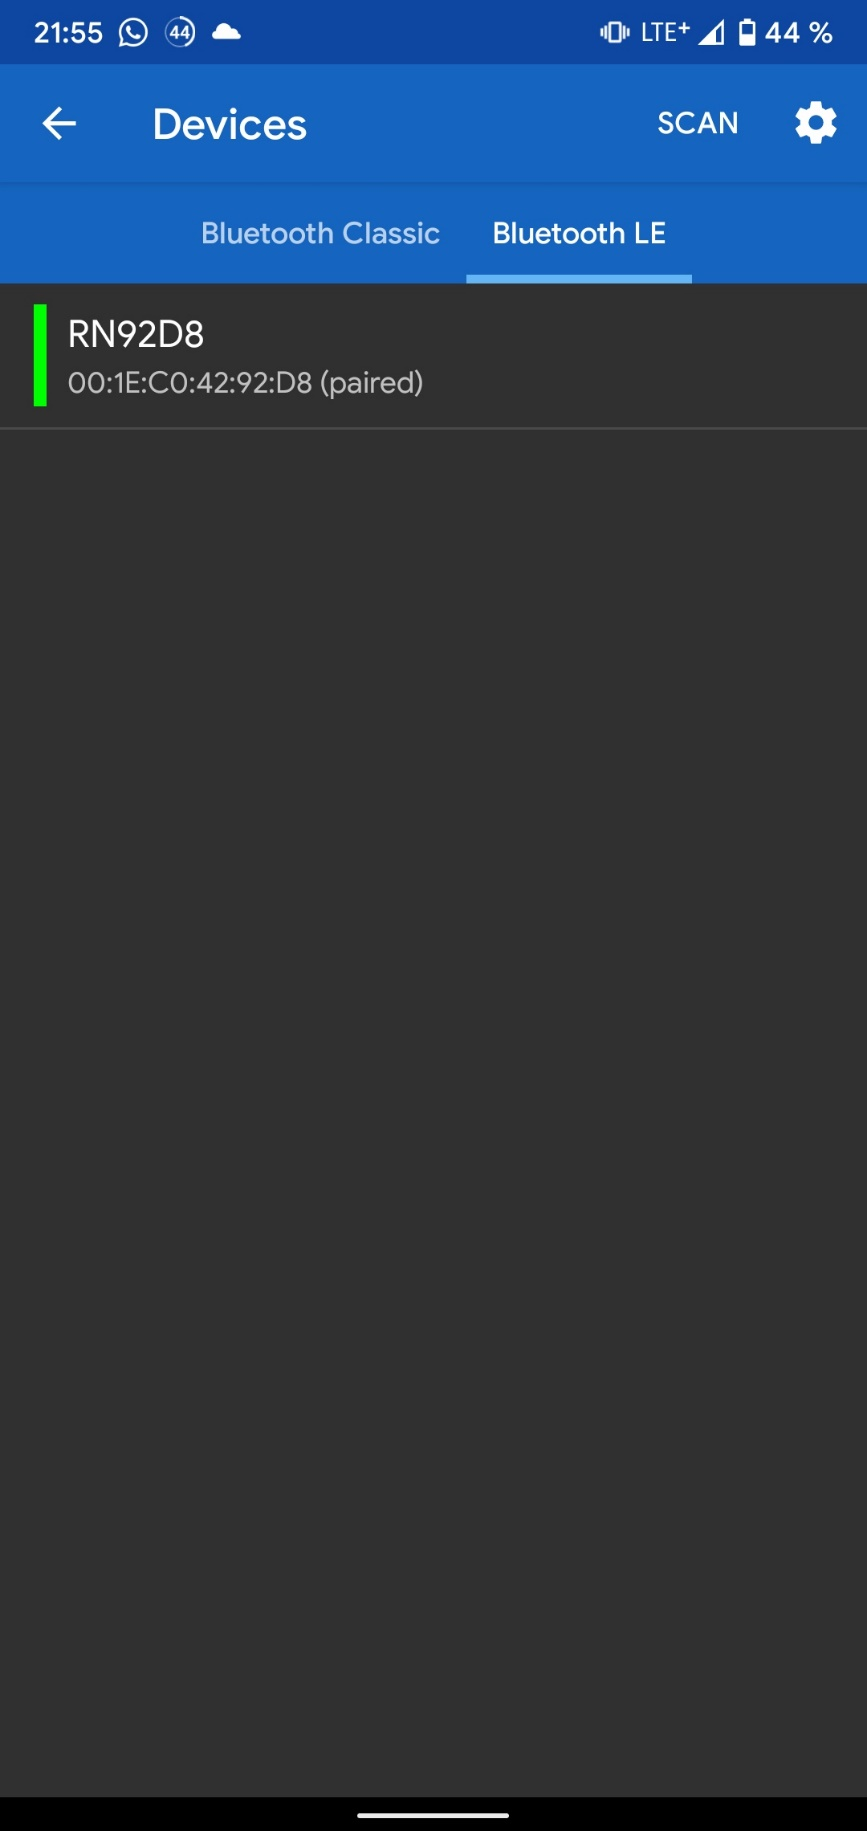 21:55 44 LTE+ 44 %
Devices SCAN
Bluetooth Classic Bluetooth LE
RN92D8
00:1E:C0:42:92:D8 (paired)